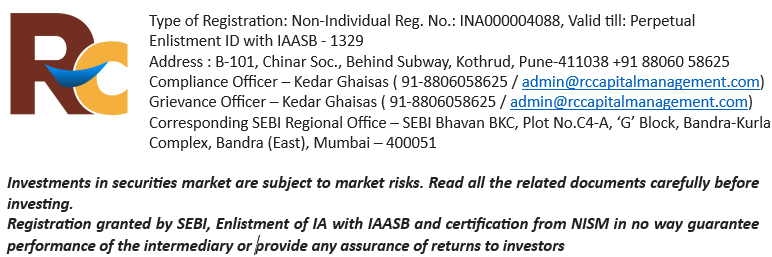 Rc
Type of Registration: Non-Individual Reg. No.: INA000004088, Valid till: Perpetual
Enlistment ID with IAASB - 1329
Address : B-101, Chinar Soc., Behind Subway, Kothrud, Pune-411038 +91 88060 58625
Compliance Officer – Kedar Ghaisas ( 91-8806058625 / admin@rccapitalmanagement.com)
Grievance Officer – Kedar Ghaisas ( 91-8806058625 / admin@rccapitalmanagement.com)
Corresponding SEBI Regional Office – SEBI Bhavan BKC, Plot No.C4-A, ‘G’ Block, Bandra-Kurla
Complex, Bandra (East), Mumbai – 400051
Investments in securities market are subject to market risks. Read all the related documents carefully before
investing.
Registration granted by SEBI, Enlistment of IA with IAASB and certification from NISM in no way guarantee
performance of the intermediary or provide any assurance of returns to investors